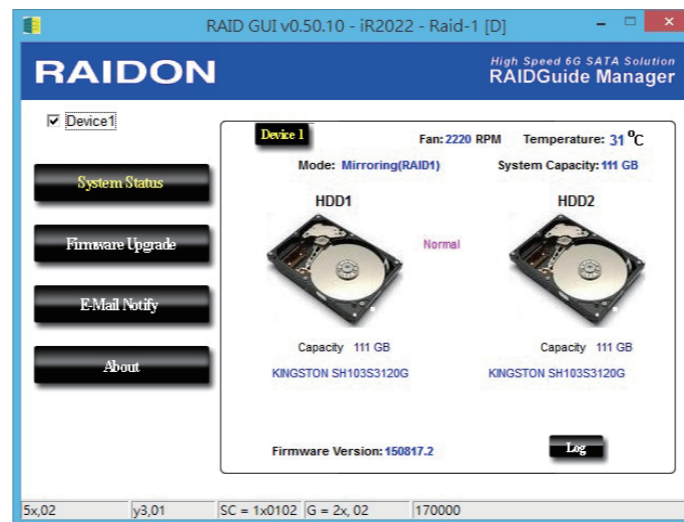 RAID GUI v0.50.10 - iR2022 - Raid-1 [D]
RAIDON
High Speed 6G SATA Solution
RAIDGuide Manager
Device1
System Status
Firmware Upgrade
E-Mail Notify
About
Device 1
Fan: 2220 RPM Temperature: 31 °C
Mode: Mirroring(RAID1) System Capacity: 111 GB
HDD1 HDD2
Normal
Capacity 111 GB Capacity 111 GB
KINGSTON SH103S3120G KINGSTON SH103S3120G
Firmware Version: 150817.2 Log
5x,02 y3,01 SC = 1x0102 G = 2x, 02 170000